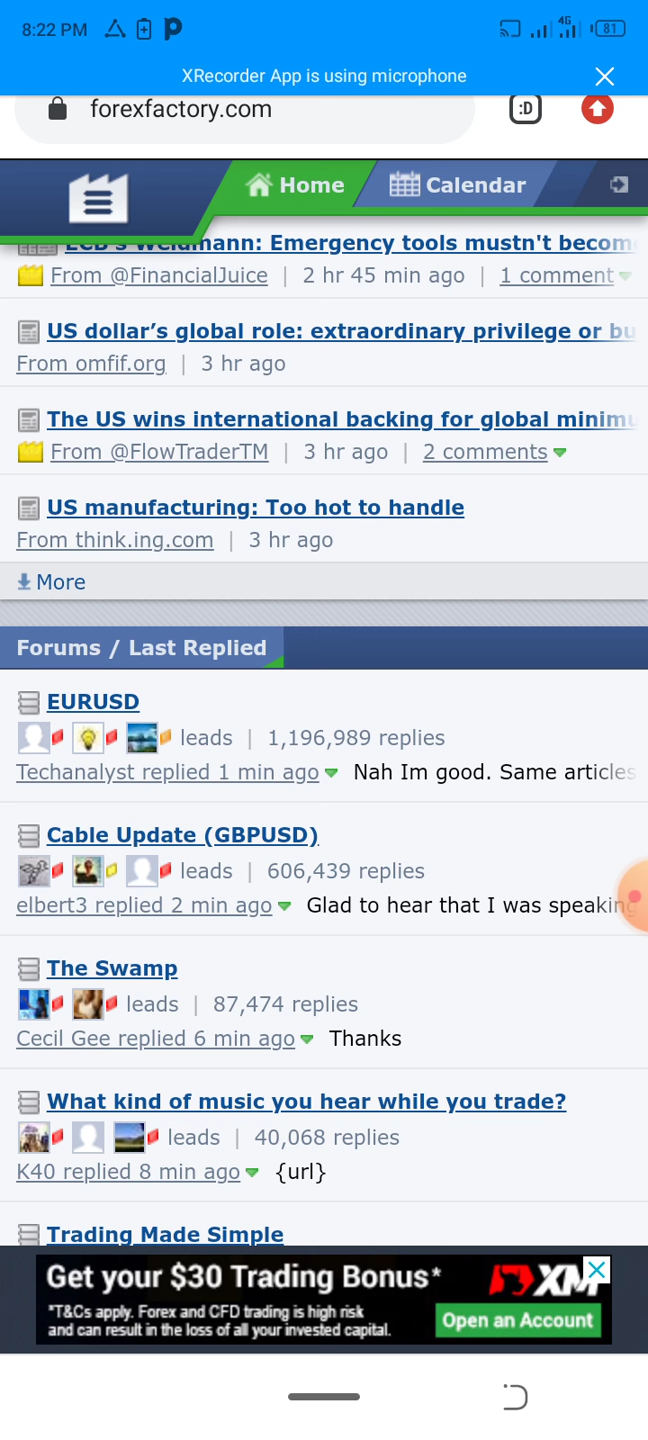 8:22 PM
4G
81
XRecorder App is using microphone
forexfactory.com
:D
Home
Calendar
ECB's Weidmann: Emergency tools mustn't becom
From @FinancialJuice | 2 hr 45 min ago | 1 comment
US dollar's global role: extraordinary privilege or bu
From omfif.org | 3 hr ago
The US wins international backing for global minimu
From @FlowTraderTM | 3 hr ago | 2 comments
US manufacturing: Too hot to handle
From think.ing.com | 3 hr ago
More
Forums / Last Replied
EURUSD
leads | 1,196,989 replies
Techanalyst replied 1 min ago Nah Im good. Same articles
Cable Update (GBPUSD)
leads | 606,439 replies
elbert3 replied 2 min ago Glad to hear that I was speaking
The Swamp
leads | 87,474 replies
Cecil Gee replied 6 min ago Thanks
What kind of music you hear while you trade?
leads | 40,068 replies
K40 replied 8 min ago {url}
Trading Made Simple
Get your $30 Trading Bonus*
*T&Cs apply. Forex and CFD trading is high risk
and can result in the loss of all your invested capital.
XM
Open an Account